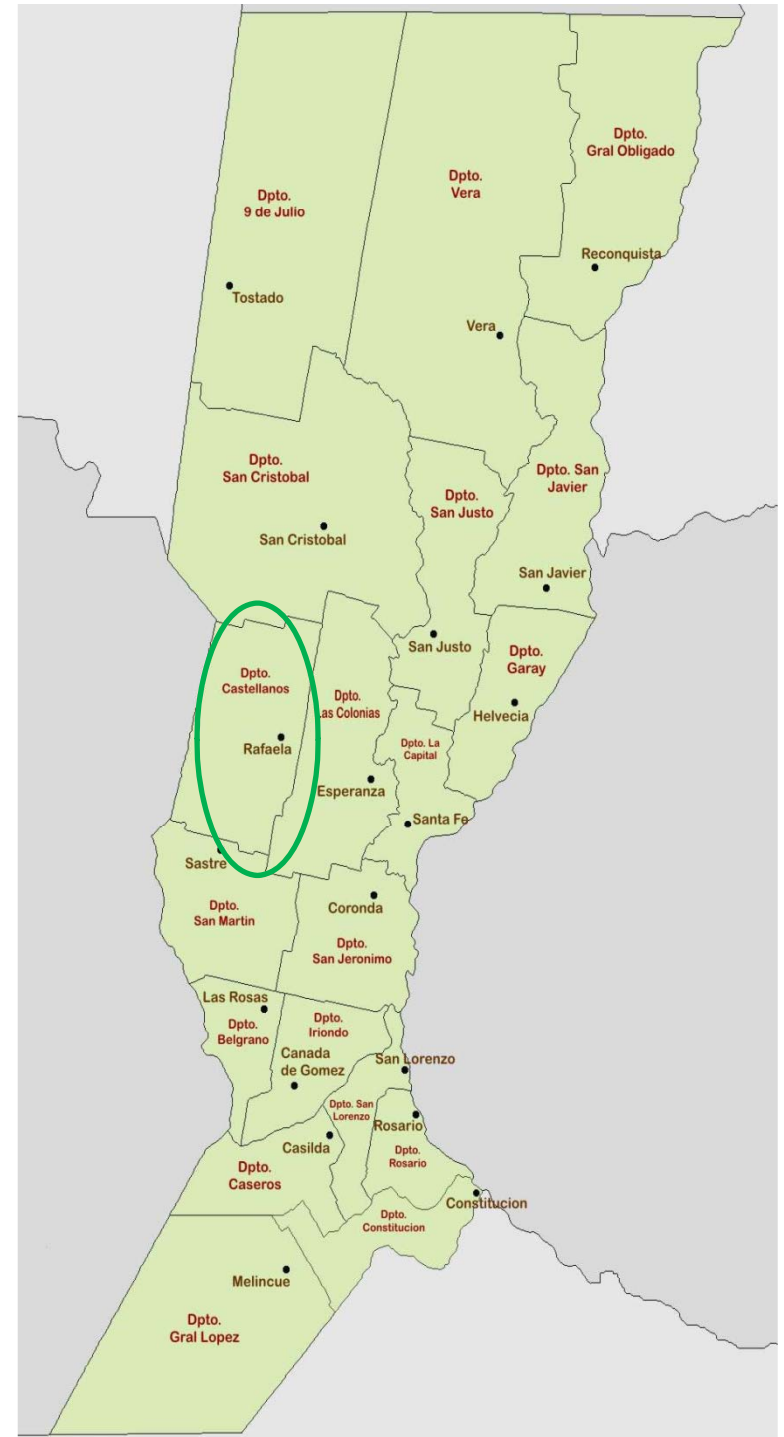 Dpto.
Gral Obligado
Dpto.
Vera
Dpto.
9 de Julio
Reconquista
Tostado
Vera
Dpto.
San Cristobal
Dpto. San
Javier
Dpto.
San Justo
San Cristobal
San Javier
San Justo
Dpto.
Garay
Dpto.
Castellanos
Dpto.
Las Colonias
Helvecia
Rafaela
Dpto. La
Capital
Esperanza
Santa Fe
Sastre
Dpto.
San Martin
Coronda
Dpto.
San Jeronimo
Las Rosas
Dpto.
Belgrano
Dpto.
Iriondo
Canada
de Gomez
San Lorenzo
Dpto. San
Lorenzo
Rosario
Casilda
Dpto.
Rosario
Dpto.
Caseros
Constitucion
Dpto.
Constitucion
Melincue
Dpto.
Gral Lopez